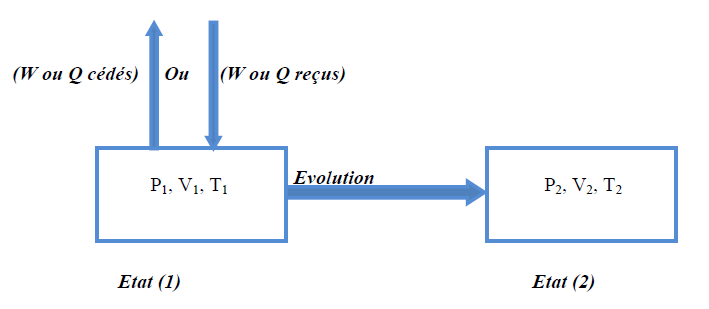 (W ou Q cédés) Ou (W ou Q reçus)
P₁, V₁, T₁ Evolution P₂, V₂, T₂
Etat (1) Etat (2)